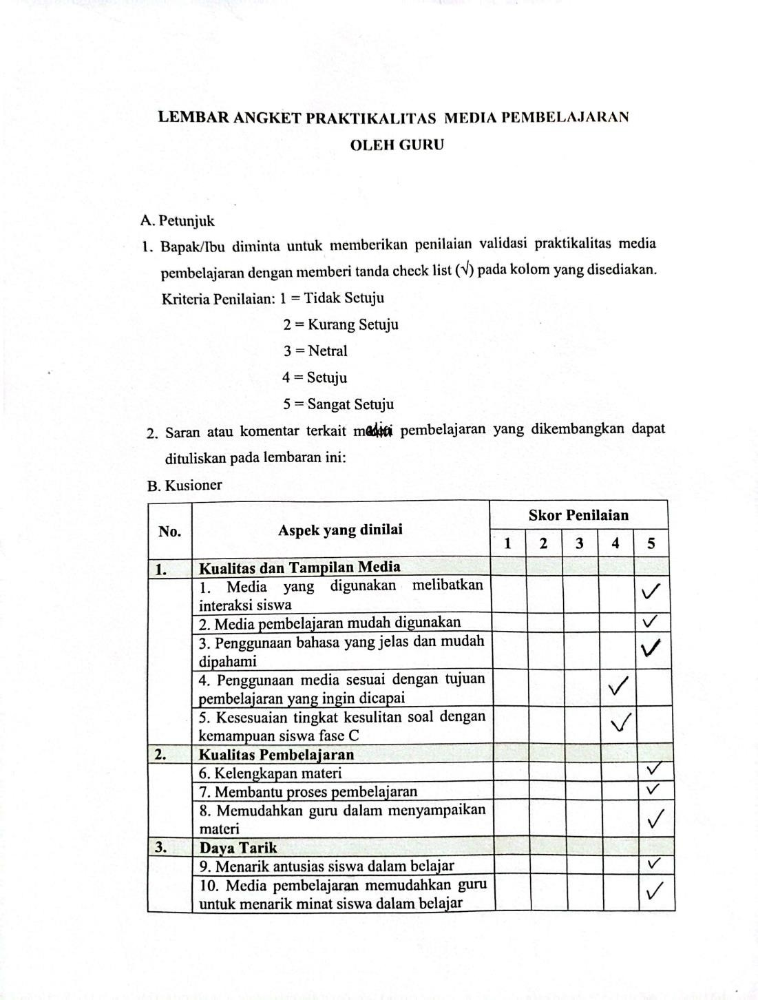 LEMBAR ANGKET PRAKTIKALITAS MEDIA PEMBELAJARAN
OLEH GURU
A. Petunjuk
1. Bapak/Ibu diminta untuk memberikan penilaian validasi praktikalitas media
pembelajaran dengan memberi tanda check list (√) pada kolom yang disediakan.
Kriteria Penilaian: 1 = Tidak Setuju
2 = Kurang Setuju
3 = Netral
4 = Setuju
5 = Sangat Setuju
2. Saran atau komentar terkait media pembelajaran yang dikembangkan dapat
dituliskan pada lembaran ini:
B. Kusioner
No. Aspek yang dinilai Skor Penilaian
1 2 3 4 5
1. Kualitas dan Tampilan Media
1. Media yang digunakan melibatkan
interaksi siswa ✓
2. Media pembelajaran mudah digunakan ✓
3. Penggunaan bahasa yang jelas dan mudah
dipahami ✓
4. Penggunaan media sesuai dengan tujuan
pembelajaran yang ingin dicapai ✓
5. Kesesuaian tingkat kesulitan soal dengan
kemampuan siswa fase C ✓
2. Kualitas Pembelajaran
6. Kelengkapan materi ✓
7. Membantu proses pembelajaran ✓
8. Memudahkan guru dalam menyampaikan
materi ✓
3. Daya Tarik
9. Menarik antusias siswa dalam belajar ✓
10. Media pembelajaran memudahkan guru
untuk menarik minat siswa dalam belajar ✓